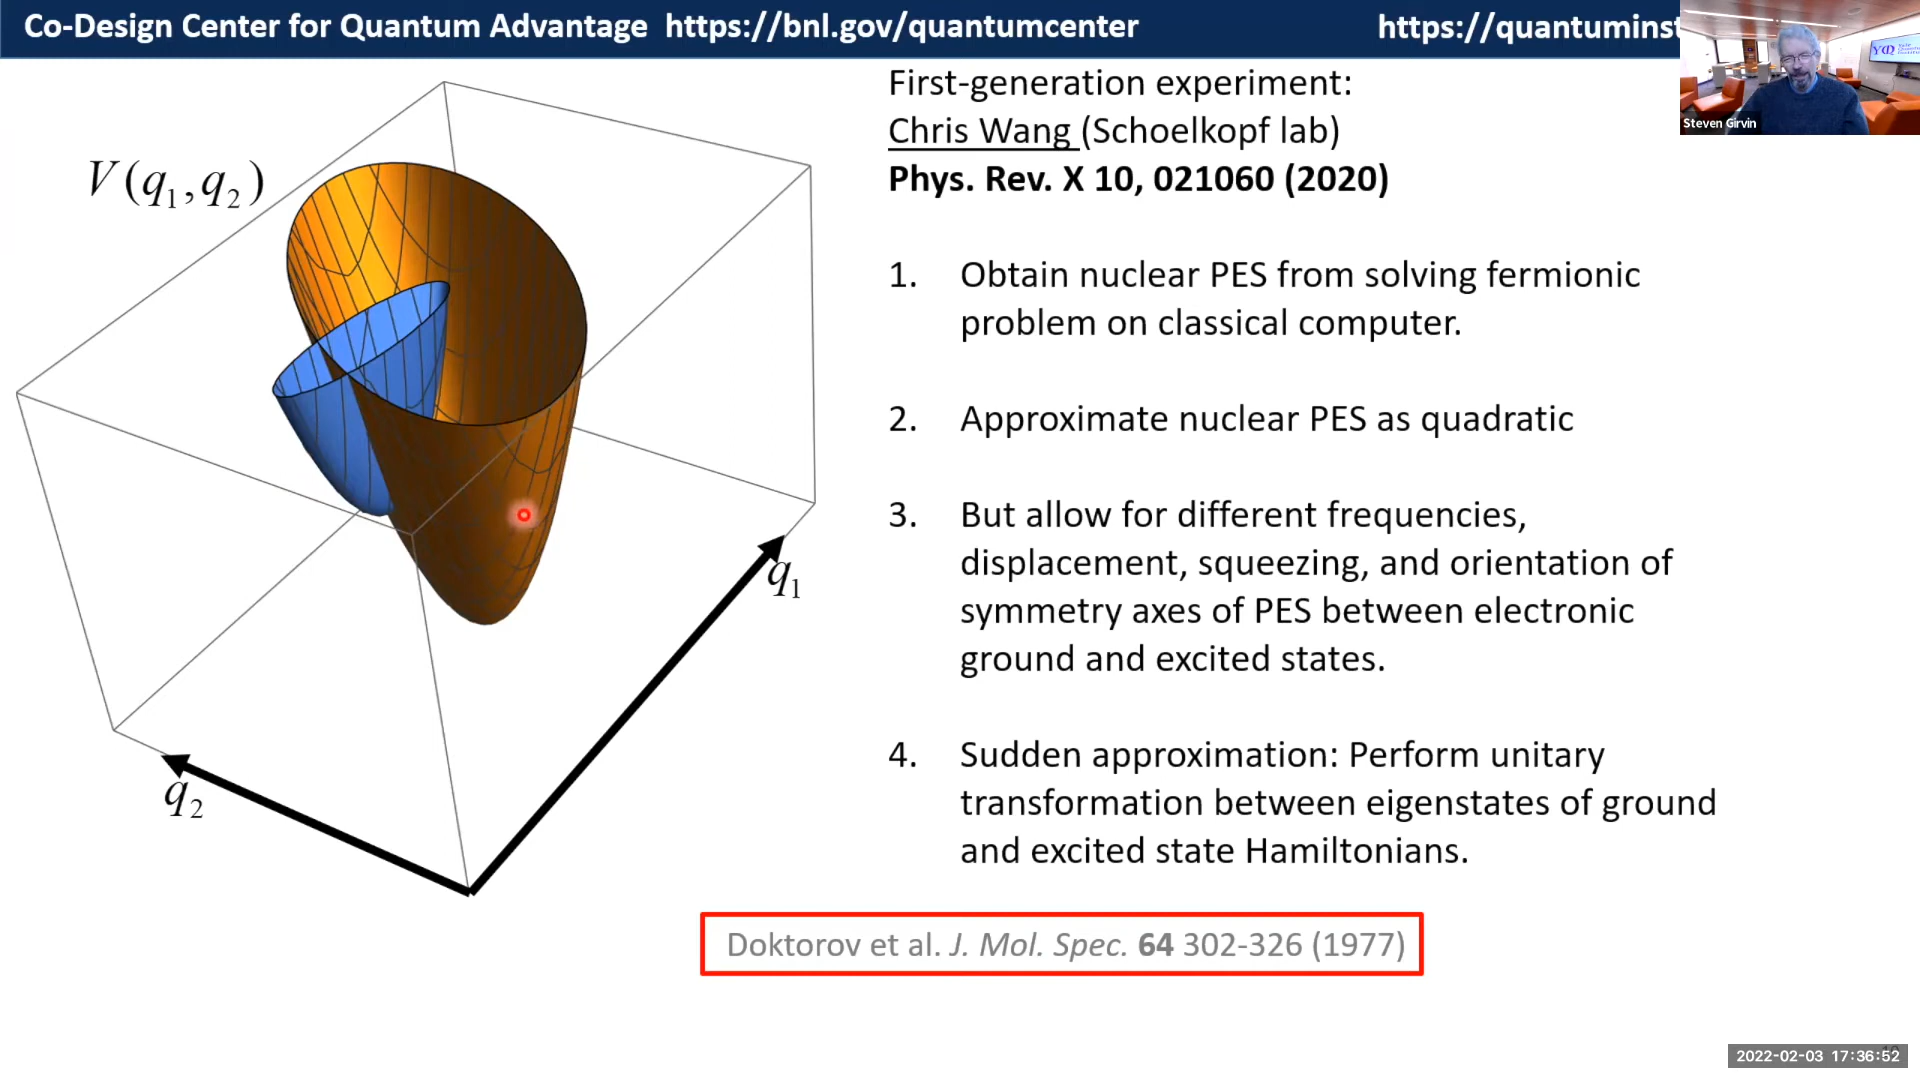 Co-Design Center for Quantum Advantage https://bnl.gov/quantumcenter https://quantuminst
Steven Girvin
First-generation experiment:
Chris Wang (Schoelkopf lab)
Phys. Rev. X 10, 021060 (2020)
V(q1,q2)
q1
q2
1. Obtain nuclear PES from solving fermionic
problem on classical computer.
2. Approximate nuclear PES as quadratic
3. But allow for different frequencies,
displacement, squeezing, and orientation of
symmetry axes of PES between electronic
ground and excited states.
4. Sudden approximation: Perform unitary
transformation between eigenstates of ground
and excited state Hamiltonians.
Doktorov et al. J. Mol. Spec. 64 302-326 (1977)
2022-02-03 17:36:52